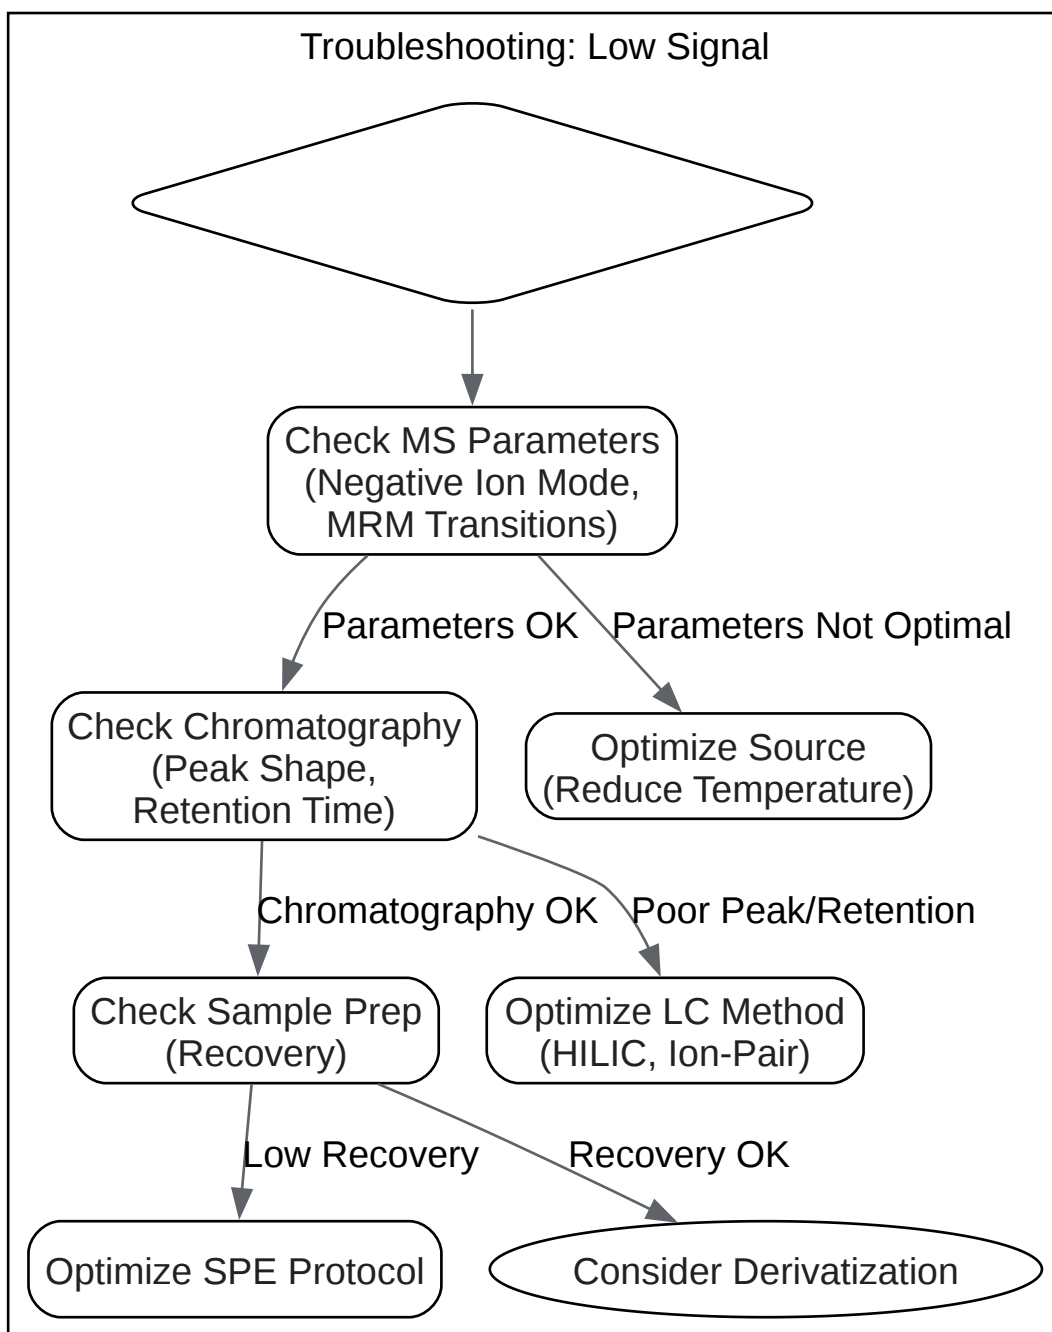 Troubleshooting: Low Signal
Check MS Parameters
(Negative Ion Mode,
MRM Transitions)
Parameters OK
Parameters Not Optimal
Check Chromatography
(Peak Shape,
Retention Time)
Optimize Source
(Reduce Temperature)
Chromatography OK
Poor Peak/Retention
Check Sample Prep
(Recovery)
Optimize LC Method
(HILIC, Ion-Pair)
Low Recovery
Recovery OK
Optimize SPE Protocol
Consider Derivatization